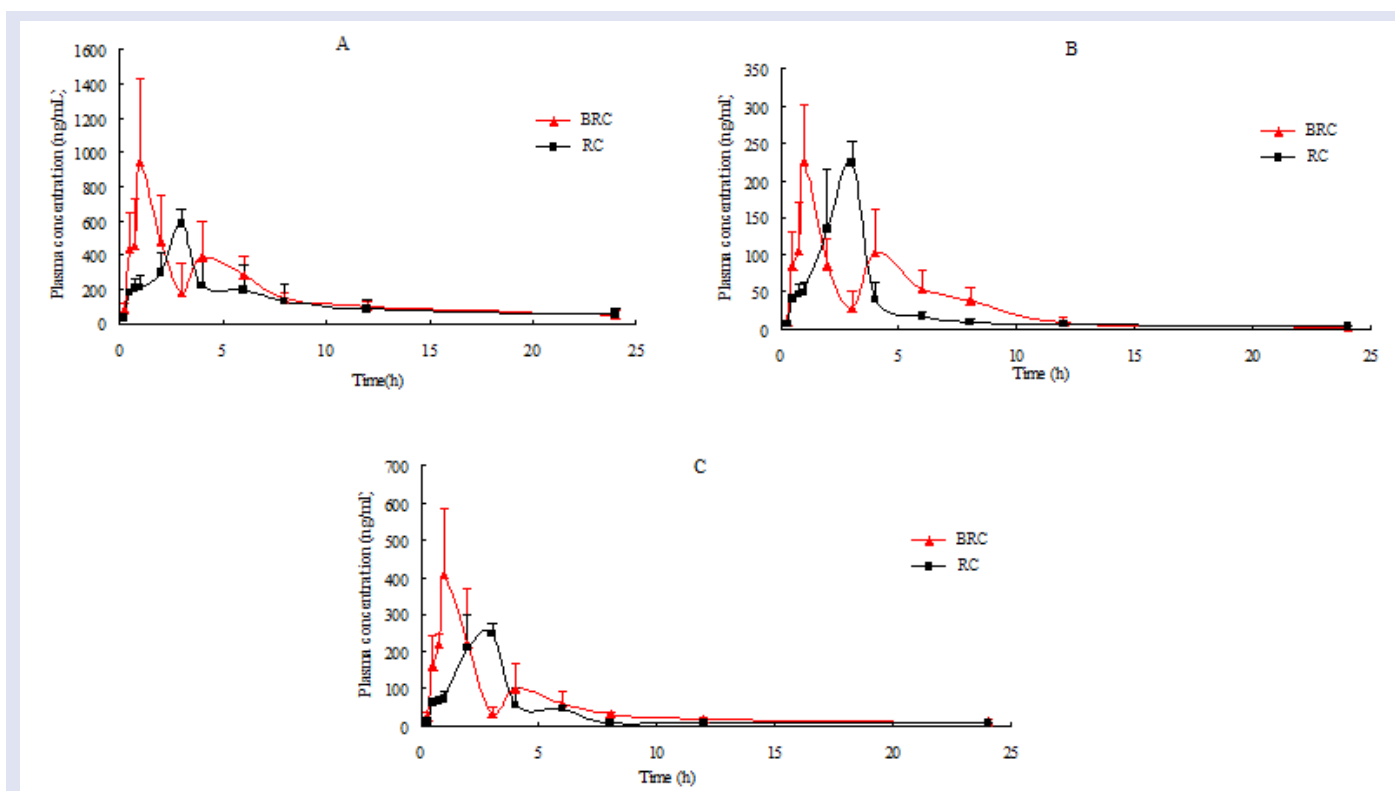 A
1600
1400
1200
1000
800
600
400
200
0
Plasma concentration (ng/mL)
BRC
RC
0 5 10 15 20 25
Time(h)
B
350
300
250
200
150
100
50
0
Plasma concentration (ng/ml)
BRC
RC
0 5 10 15 20 25
Time (h)
C
700
600
500
400
300
200
100
0
Plasma concentration (ng/ml)
BRC
RC
0 5 10 15 20 25
Time (h)